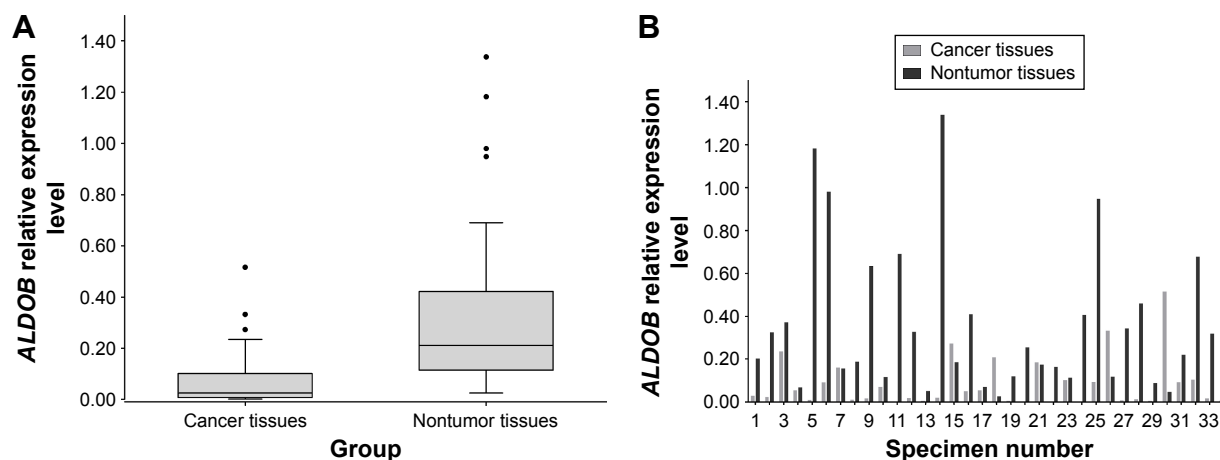 A
ALDOB relative expression
level
1.40
1.20
1.00
0.80
0.60
0.40
0.20
0.00
Cancer tissues
Nontumor tissues
Group
B
Cancer tissues
Nontumor tissues
ALDOB relative expression
level
1.40
1.20
1.00
0.80
0.60
0.40
0.20
0.00
1 3 5 7 9 11 13 15 17 19 21 23 25 27 29 31 33
Specimen number